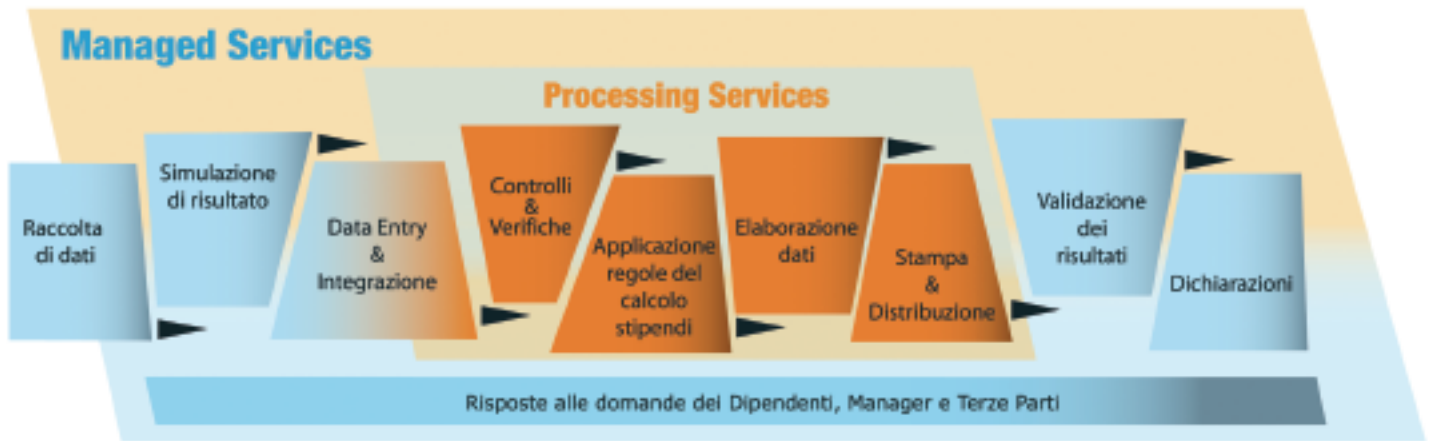 Managed Services
Processing Services
Raccolta
di dati
Simulazione
di risultato
Data Entry
&
Integrazione
Controlli
&
Verifiche
Applicazione
regole del
calcolo
stipendi
Elaborazione
dati
Stampa
&
Distribuzione
Validazione
dei
risultati
Dichiarazioni
Risposte alle domande dei Dipendenti, Manager e Terze Parti